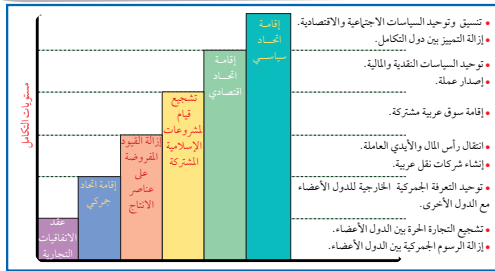 إقامة
اتحاد
سياسي
إقامة
اتحاد
اقتصادي
تشجيع
قيام
المشروعات
الإسلامية
المشتركة
إزالة القيود
المفروضة
على
عناصر
الانتاج
إقامة اتحاد
جمركي
عقد
الاتفاقيات
التجارية
مستويات التكامل
• تنسيق وتوحيد السياسات الاجتماعية والاقتصادية.
• إزالة التمييز بين دول التكامل.
• توحيد السياسات النقدية والمالية.
• إصدار عملة.
• إقامة سوق عربية مشتركة.
• انتقال رأس المال والأيدي العاملة.
• إنشاء شركات نقل عربية.
• توحيد التعرفة الجمركية الخارجية للدول الأعضاء
مع الدول الأخرى.
• تشجيع التجارة الحرة بين الدول الأعضاء.
• إزالة الرسوم الجمركية بين الدول الأعضاء.